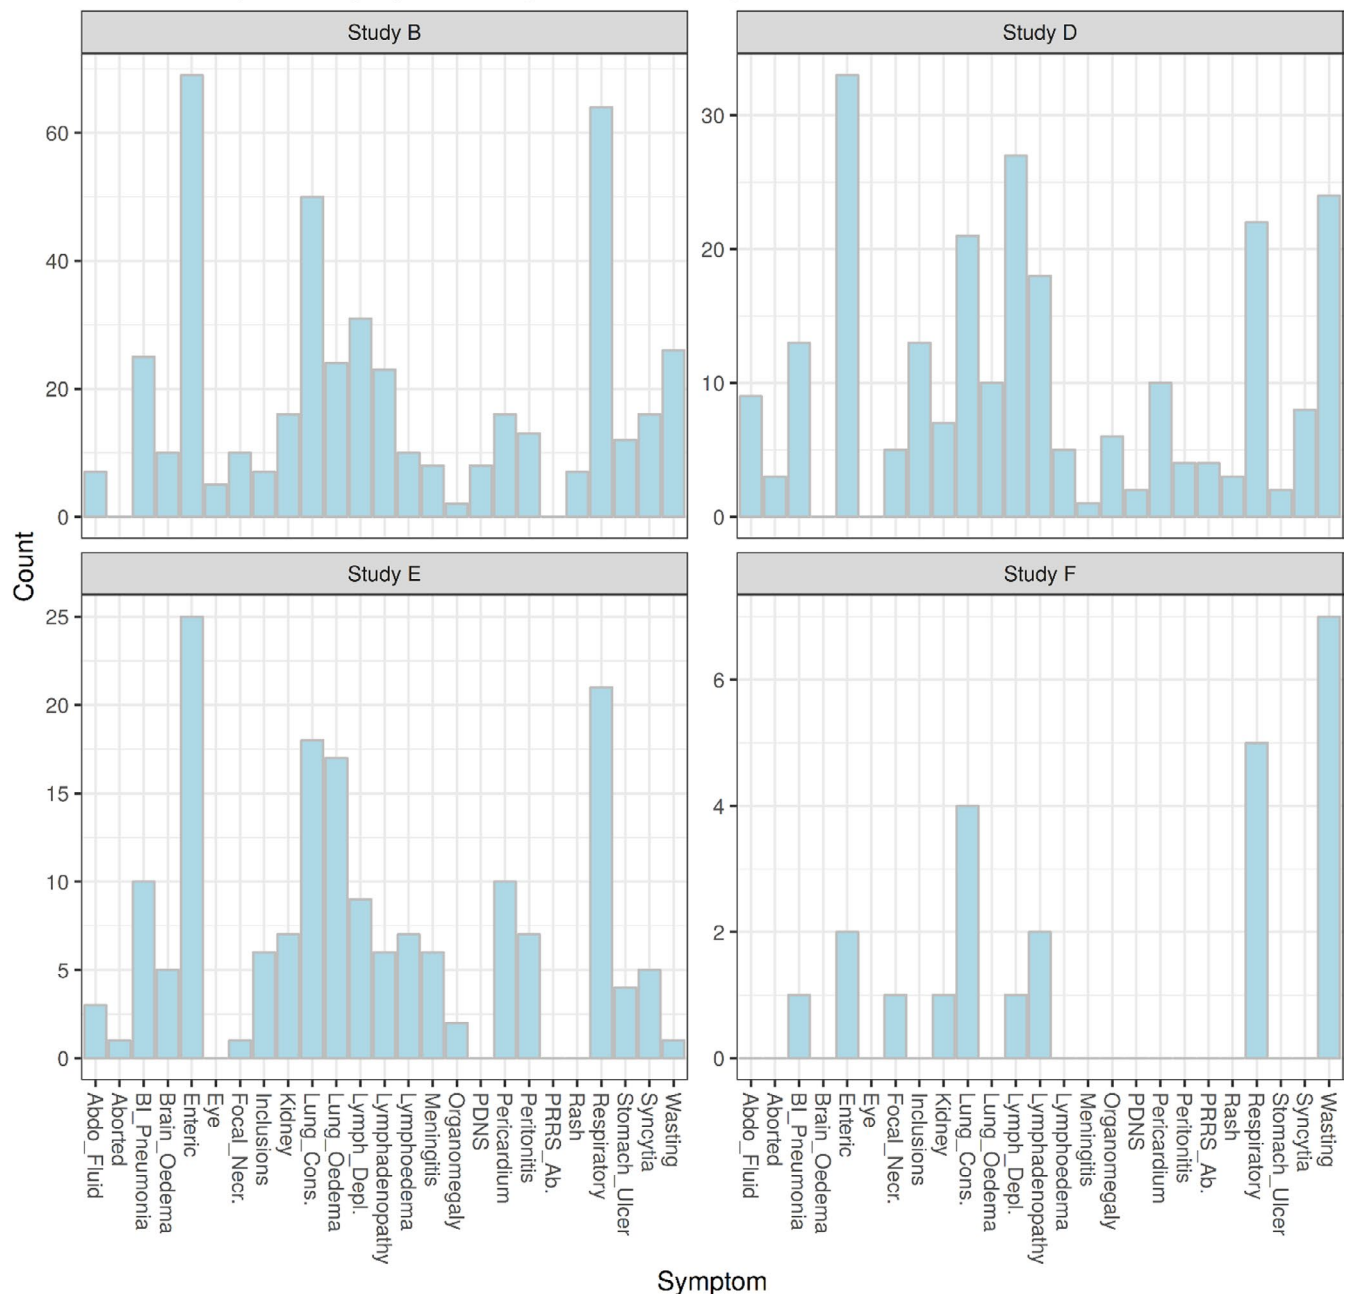 Study B
Study D
60
40
20
0
30
20
10
0
Count
Study E
Study F
25
20
15
10
5
0
6
4
2
0
Abdo_Fluid
Aborted
BI_Pneumonia
Brain_Oedema
Enteric
Eye
Focal_Necr.
Inclusions
Kidney
Lung_Cons.
Lung_Oedema
Lymph_Depl.
Lymphadenopathy
Lymphoedema
Meningitis
Organomegaly
PDNS
Pericardium
Peritonitis
PRRS_Ab.
Rash
Respiratory
Stomach_Ulcer
Syncytia
Wasting
Abdo_Fluid
Aborted
BI_Pneumonia
Brain_Oedema
Enteric
Eye
Focal_Necr.
Inclusions
Kidney
Lung_Cons.
Lung_Oedema
Lymph_Depl.
Lymphadenopathy
Lymphoedema
Meningitis
Organomegaly
PDNS
Pericardium
Peritonitis
PRRS_Ab.
Rash
Respiratory
Stomach_Ulcer
Syncytia
Wasting
Symptom